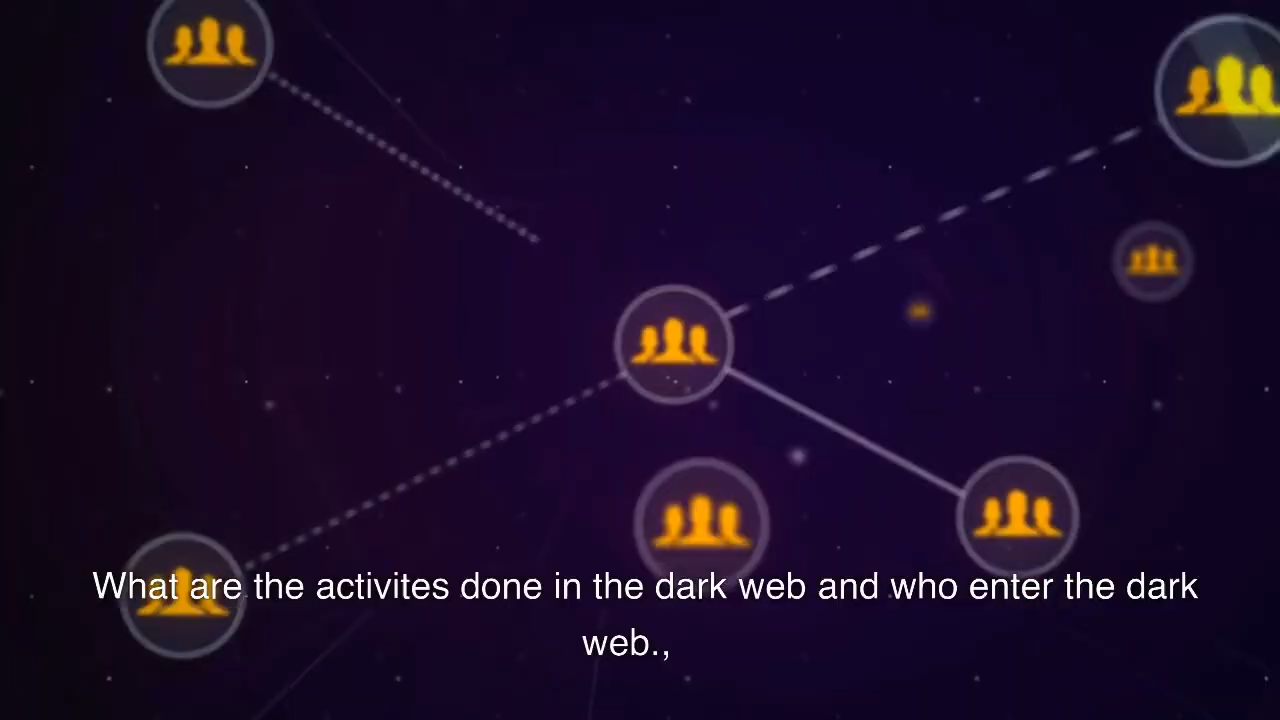 What are the activites done in the dark web and who enter the dark
web.,